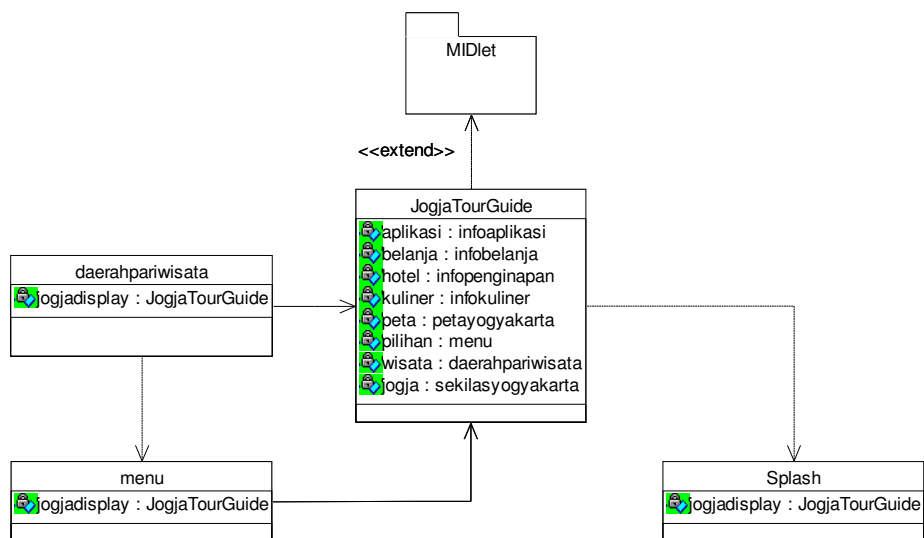 MIDlet
<<extend>>
JogjaTourGuide
aplikasi : infoaplikasi
belanja : infobelanja
hotel : infopenginapan
kuliner : infokuliner
peta : petayogyakarta
pilihan : menu
wisata : daerahpariwisata
jogja : sekilasyogyakarta
daerahpariwisata
jogjadisplay : JogjaTourGuide
menu
jogjadisplay : JogjaTourGuide
Splash
jogjadisplay : JogjaTourGuide